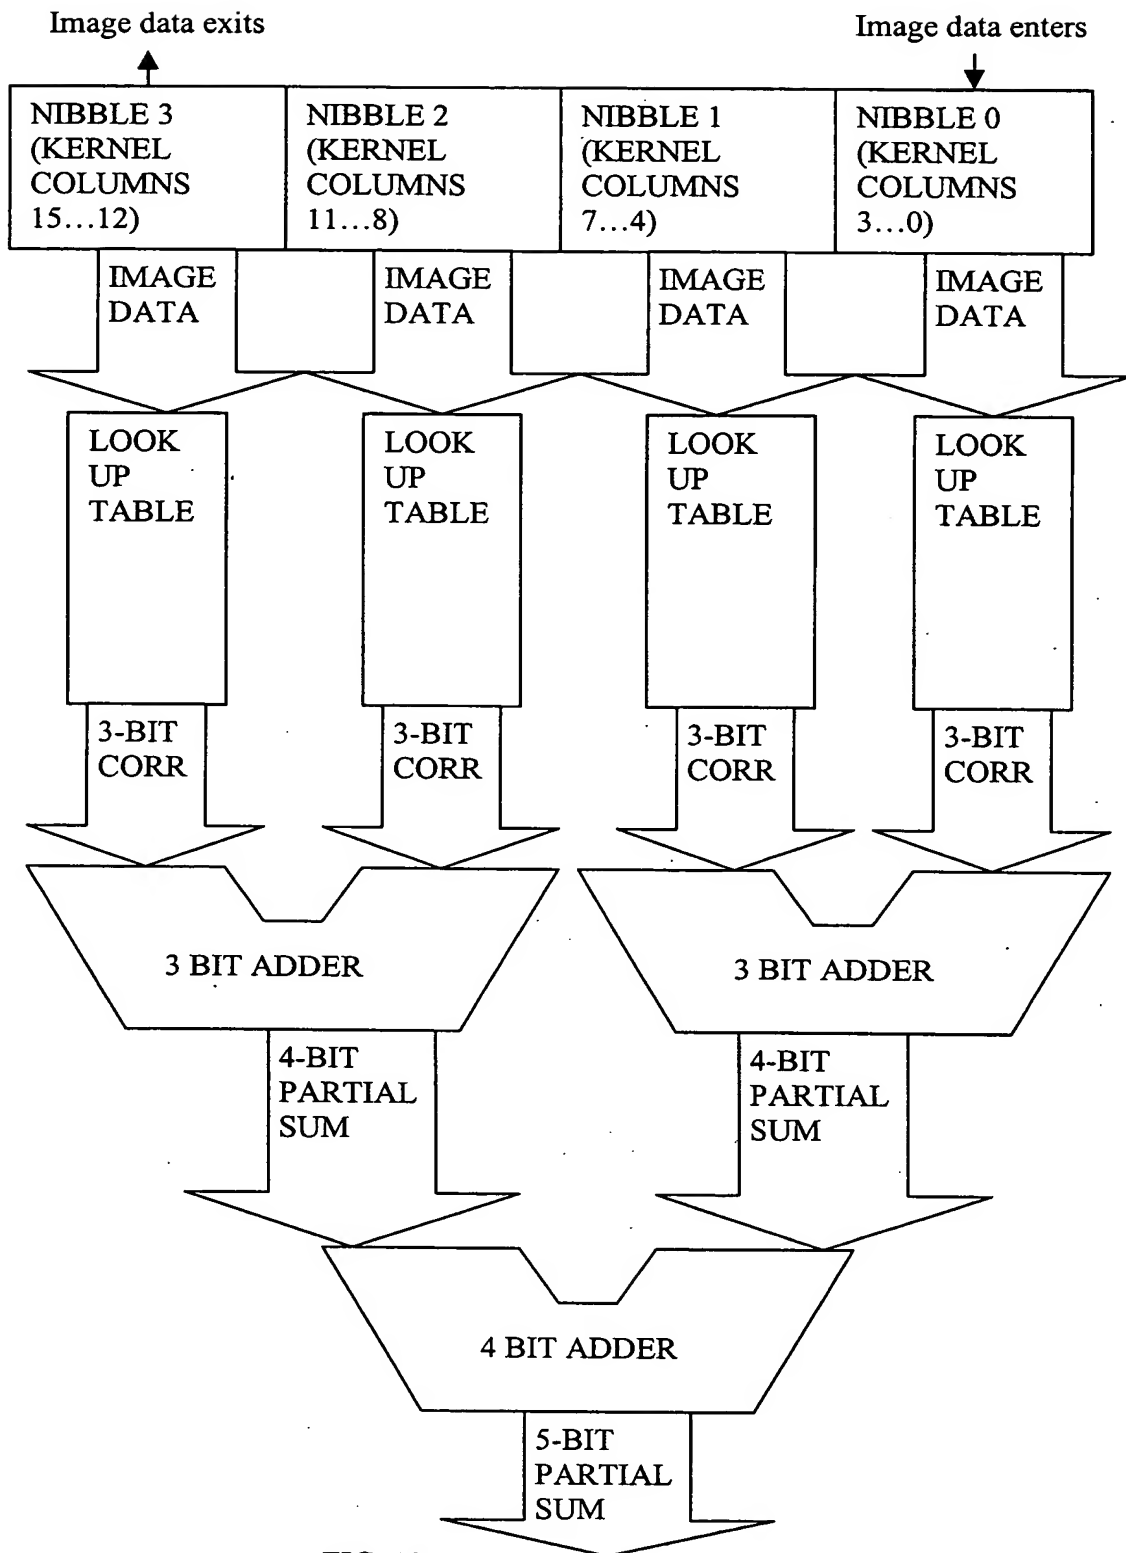 Image data exits
Image data enters
NIBBLE 3
(KERNEL
COLUMNS
15...12)
NIBBLE 2
(KERNEL
COLUMNS
11...8)
NIBBLE 1
(KERNEL
COLUMNS
7...4)
NIBBLE 0
(KERNEL
COLUMNS
3...0)
IMAGE
DATA
IMAGE
DATA
IMAGE
DATA
IMAGE
DATA
LOOK
UP
TABLE
LOOK
UP
TABLE
LOOK
UP
TABLE
LOOK
UP
TABLE
3-BIT
CORR
3-BIT
CORR
3-BIT
CORR
3-BIT
CORR
3 BIT ADDER
3 BIT ADDER
4-BIT
PARTIAL
SUM
4-BIT
PARTIAL
SUM
4 BIT ADDER
5-BIT
PARTIAL
SUM